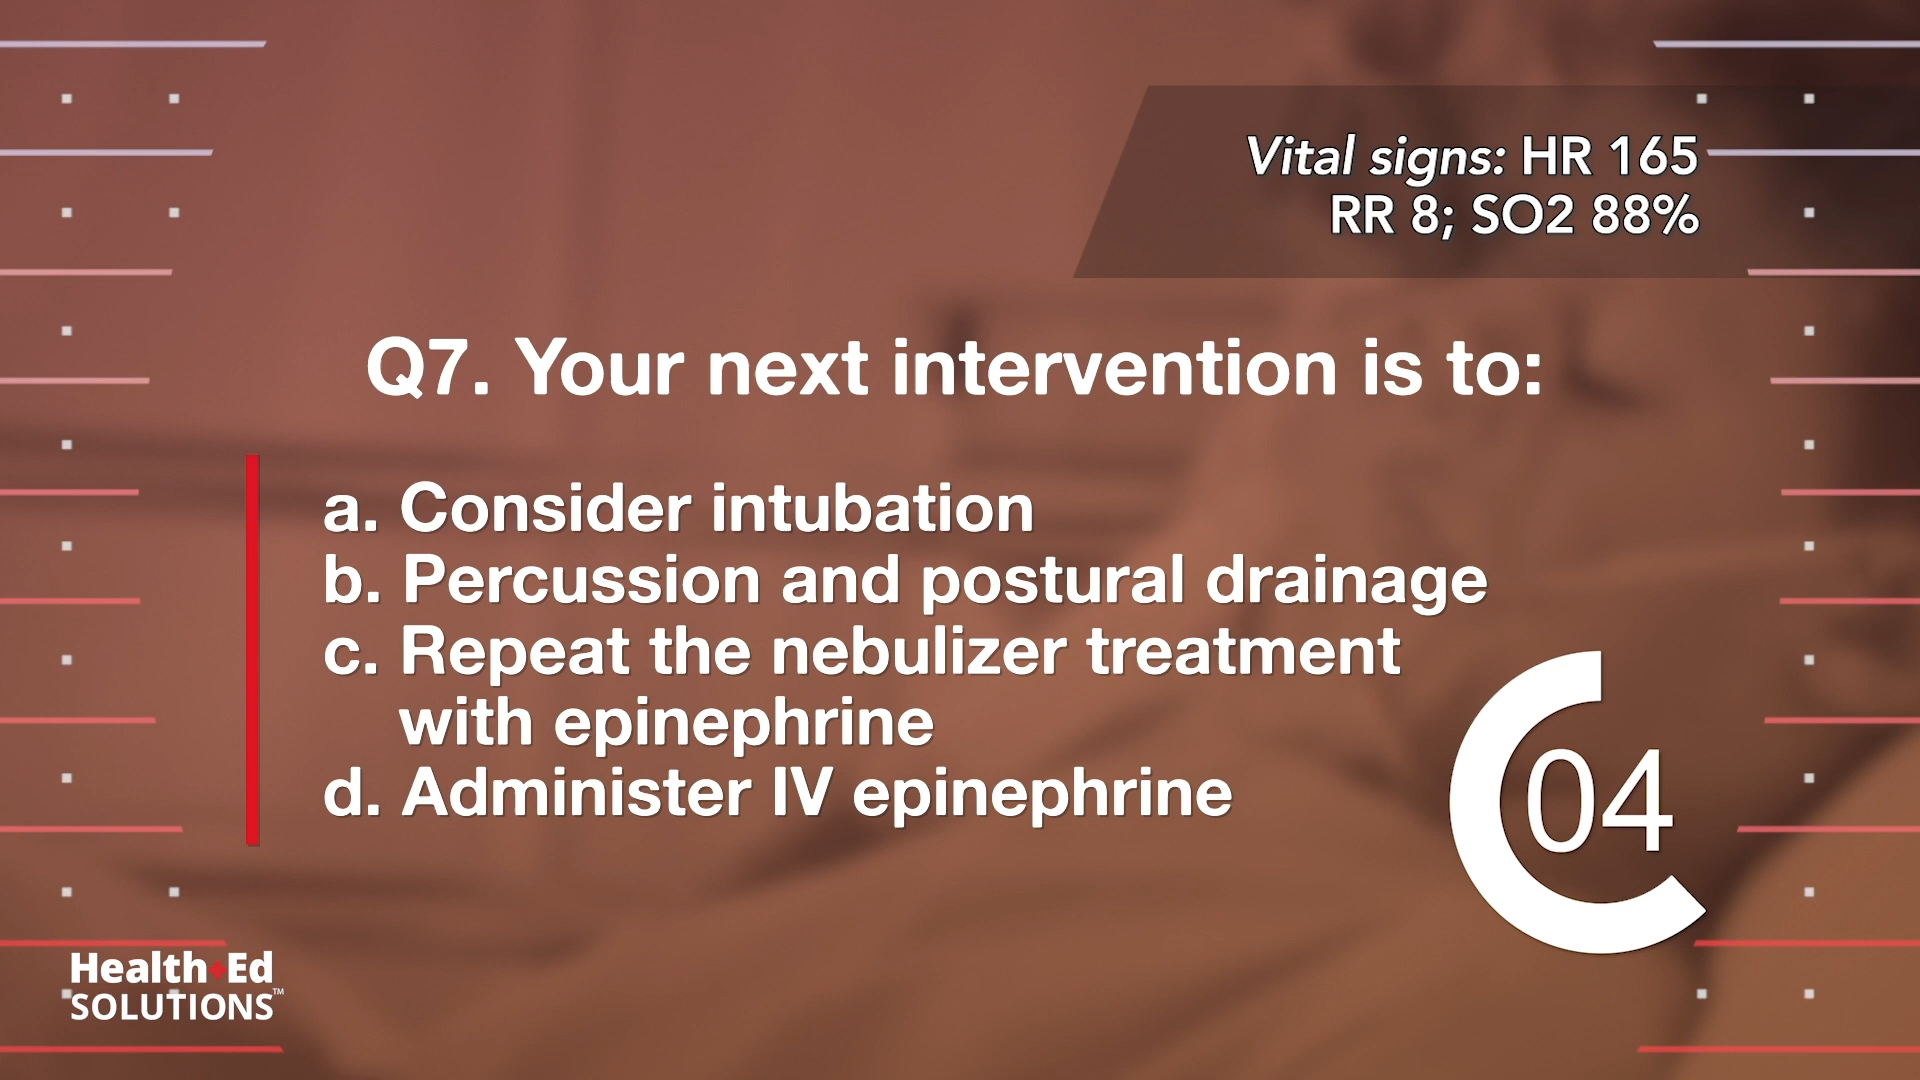 Vital signs: HR 165
RR 8; SO2 88%
Q7. Your next intervention is to:
a. Consider intubation
b. Percussion and postural drainage
c. Repeat the nebulizer treatment
with epinephrine
d. Administer IV epinephrine
04
Health+Ed
SOLUTIONS™